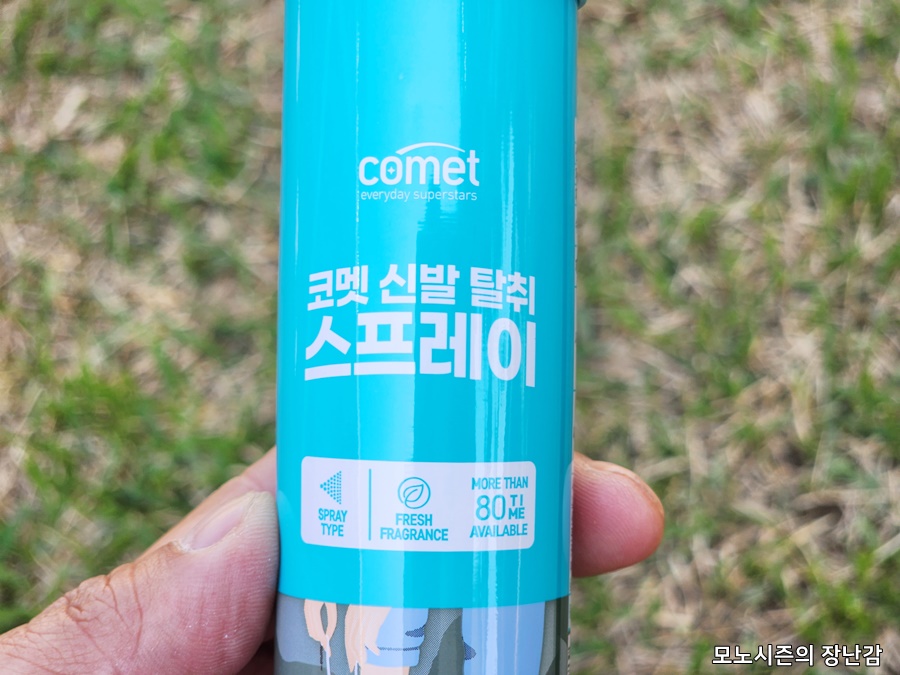 comet
everyday superstars
코멧 신발 탈취
스프레이
SPRAY
TYPE
FRESH
FRAGRANCE
MORE THAN
80 TI
ME
AVAILABLE
모노시즌의 장난감